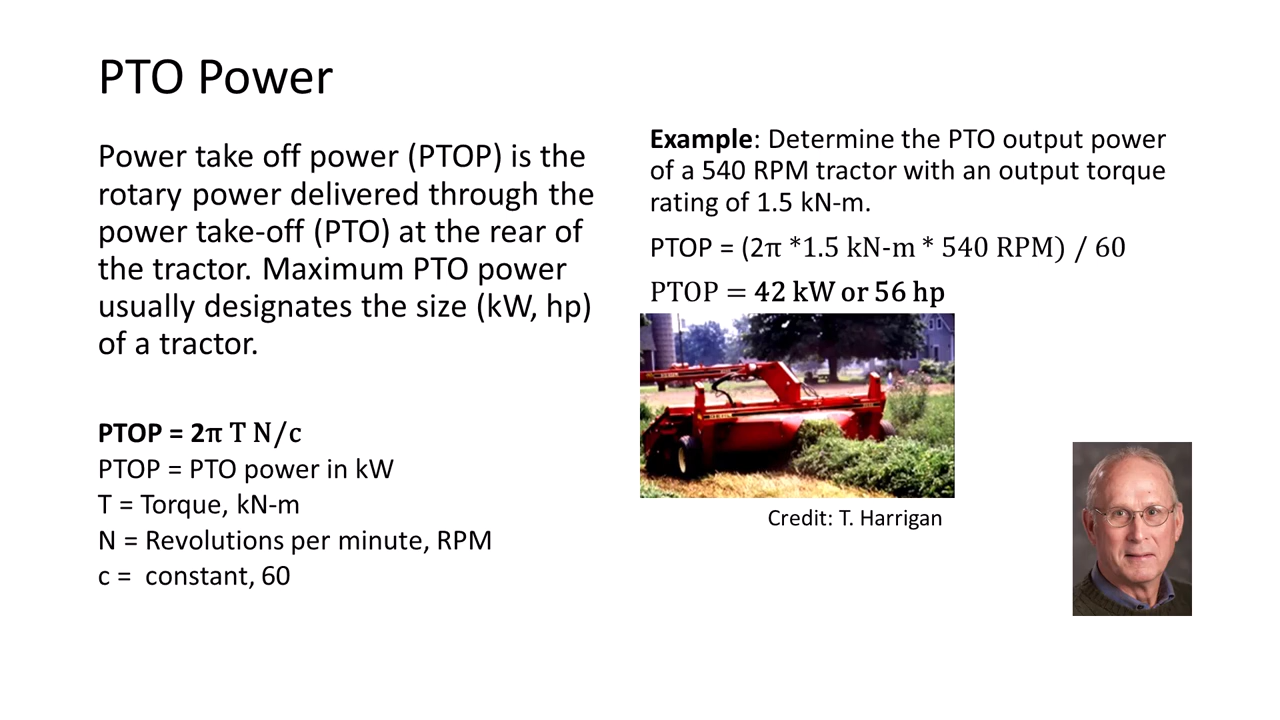 PTO Power
Power take off power (PTOP) is the
rotary power delivered through the
power take-off (PTO) at the rear of
the tractor. Maximum PTO power
usually designates the size (kW, hp)
of a tractor.
PTOP = 2π T N/c
PTOP = PTO power in kW
T = Torque, kN-m
N = Revolutions per minute, RPM
c =  constant, 60
Example: Determine the PTO output power
of a 540 RPM tractor with an output torque
rating of 1.5 kN-m.
PTOP = (2π *1.5 kN-m * 540 RPM) / 60
PTOP = 42 kW or 56 hp
Credit: T. Harrigan